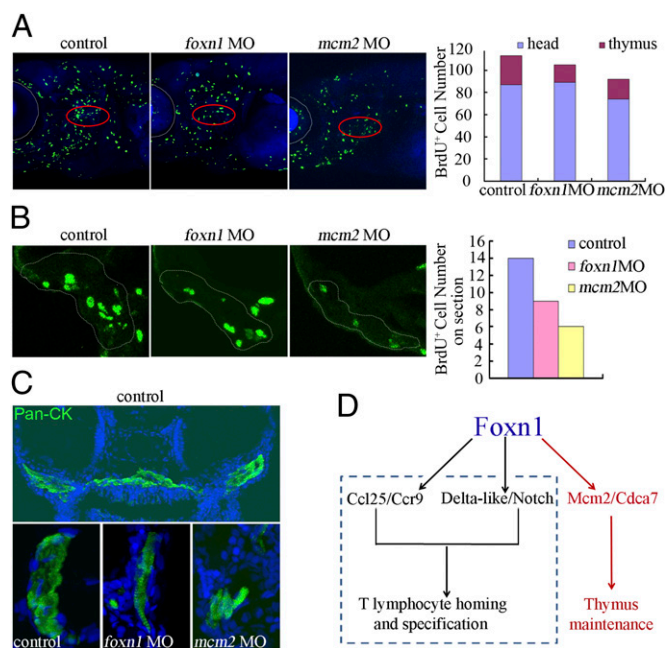 A
control
foxn1 MO
mcm2 MO
head
thymus
BrdU+ Cell Number
120
100
80
60
40
20
0
control foxn1MO mcm2MO
B
control
foxn1 MO
mcm2 MO
BrdU+ Cell Number
on section
16
14
12
10
8
6
4
2
0
control
foxn1MO
mcm2MO
C
control
Pan-CK
control
foxn1 MO
mcm2 MO
D
Foxn1
Ccl25/Ccr9
Delta-like/Notch
Mcm2/Cdca7
T lymphocyte homing
and specification
Thymus
maintenance